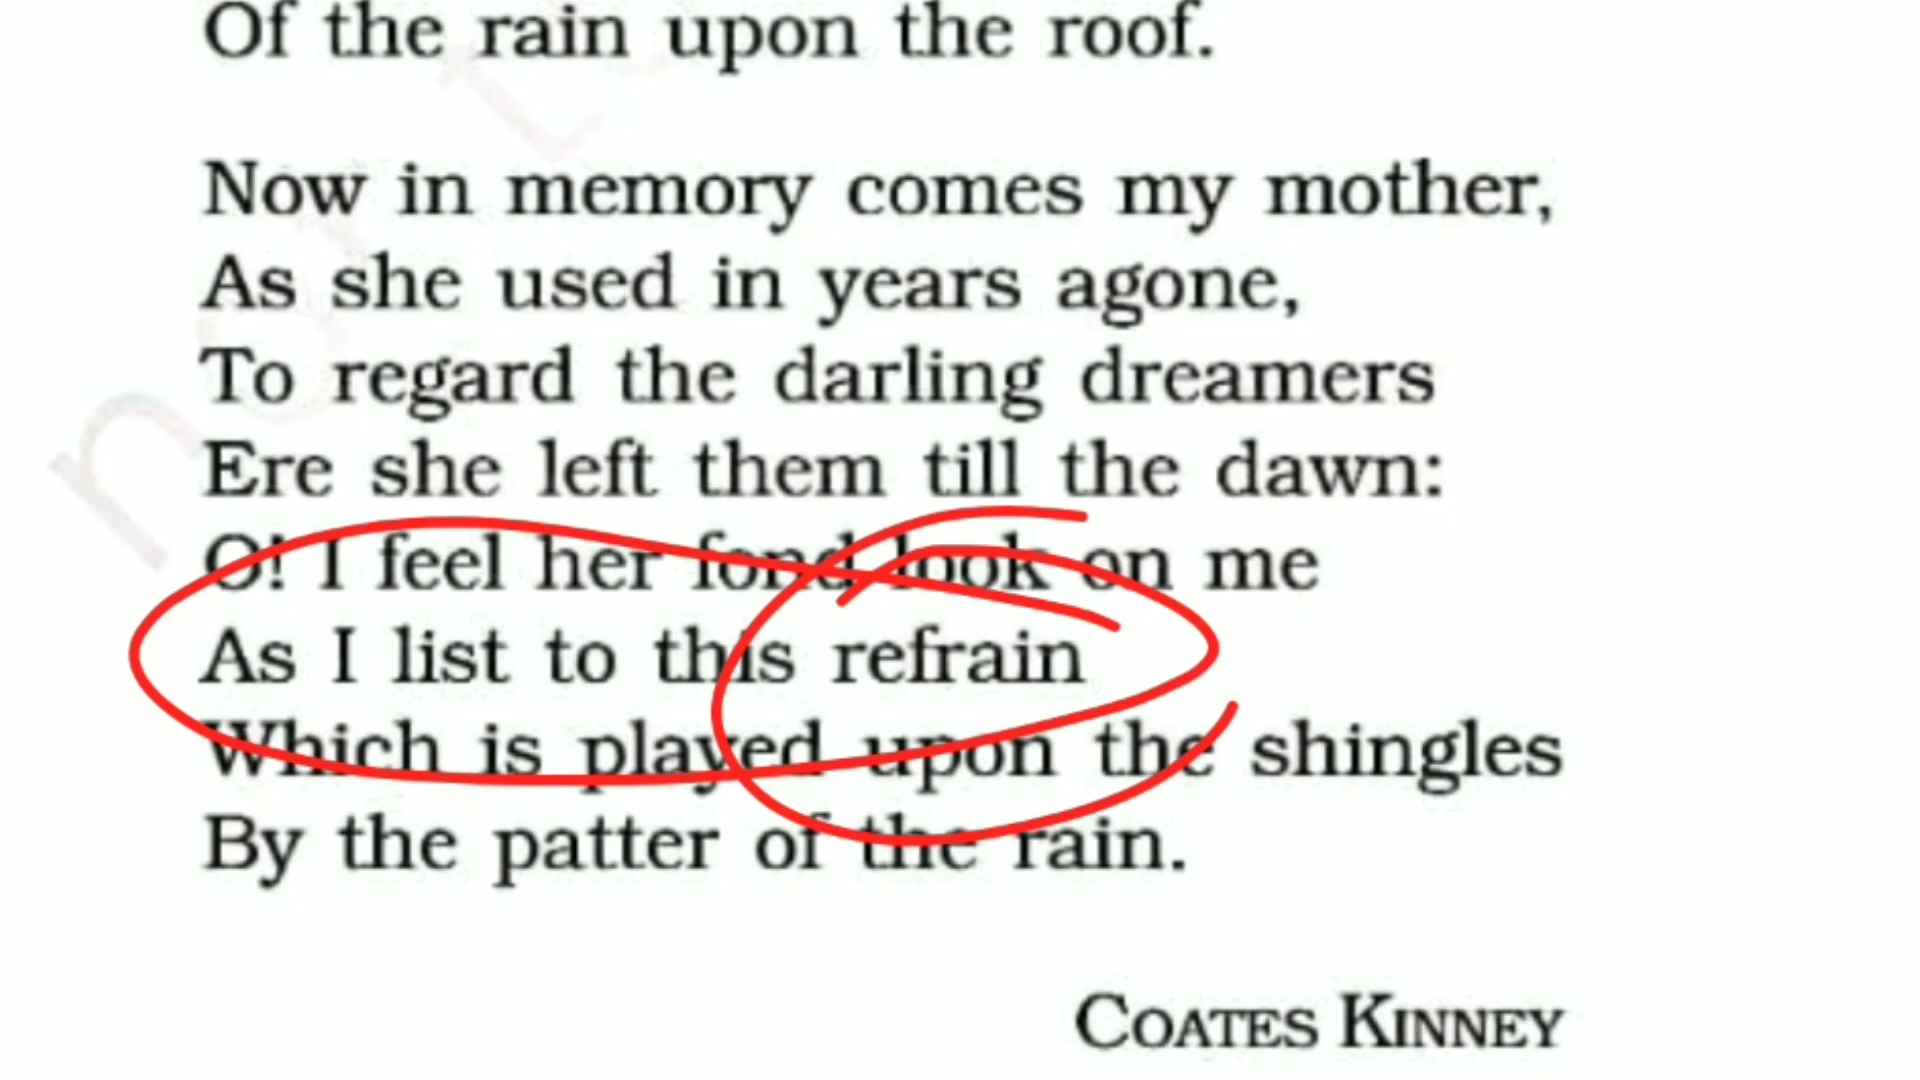 Of the rain upon the roof.
Now in memory comes my mother,
As she used in years agone,
To regard the darling dreamers
Ere she left them till the dawn:
O! I feel her fond look on me
As I list to this refrain
Which is played upon the shingles
By the patter of the rain.
COATES KINNEY